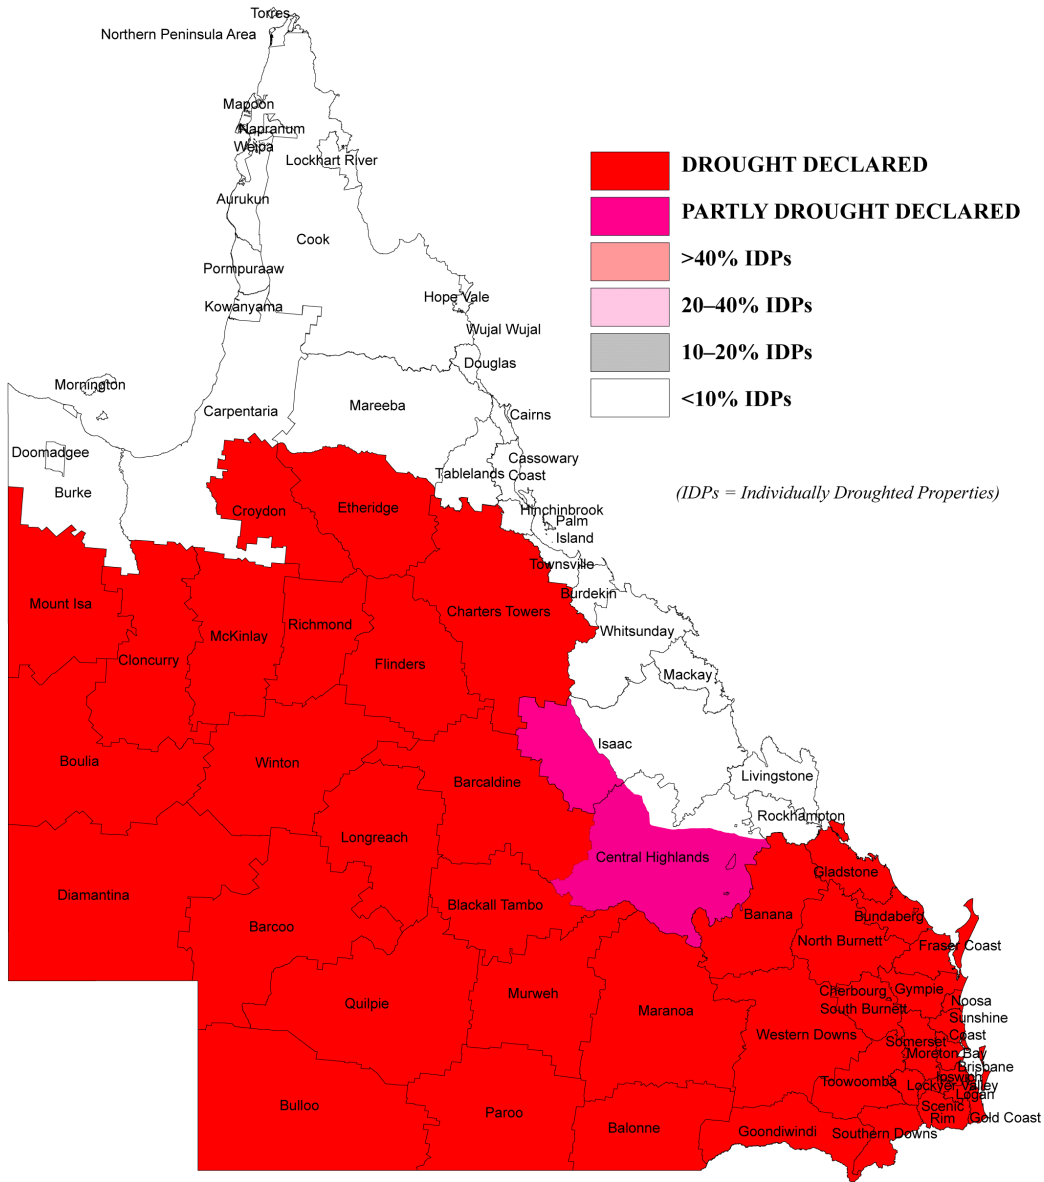 Torres
Northern Peninsula Area
Mapoon
Napranum
Weipa
Lockhart River
Aurukun
Cook
Pormpuraaw
Kowanyama
Hope Vale
Wujal Wujal
Douglas
Mornington
Carpentaria
Mareeba
Cairns
Doomadgee
Burke
Tablelands
Cassowary
Coast
Croydon
Etheridge
Hinchinbrook
Palm
Island
Townsville
Burdekin
Mount Isa
Cloncurry
McKinlay
Richmond
Flinders
Charters Towers
Whitsunday
Mackay
Isaac
Boulia
Winton
Barcaldine
Livingstone
Rockhampton
Longreach
Central Highlands
Gladstone
Diamantina
Barcoo
Blackall Tambo
Banana
Bundaberg
North Burnett
Fraser Coast
Quilpie
Murweh
Maranoa
Cherbourg
Gympie
South Burnett
Noosa
Sunshine
Coast
Western Downs
Somerset
Moreton Bay
Brisbane
Ipswich
Toowoomba
Lockyer Valley
Logan
Bulloo
Paroo
Balonne
Goondiwindi
Southern Downs
Scenic
Rim
Gold Coast
DROUGHT DECLARED
PARTLY DROUGHT DECLARED
>40% IDPs
20–40% IDPs
10–20% IDPs
<10% IDPs
(IDPs = Individually Droughted Properties)